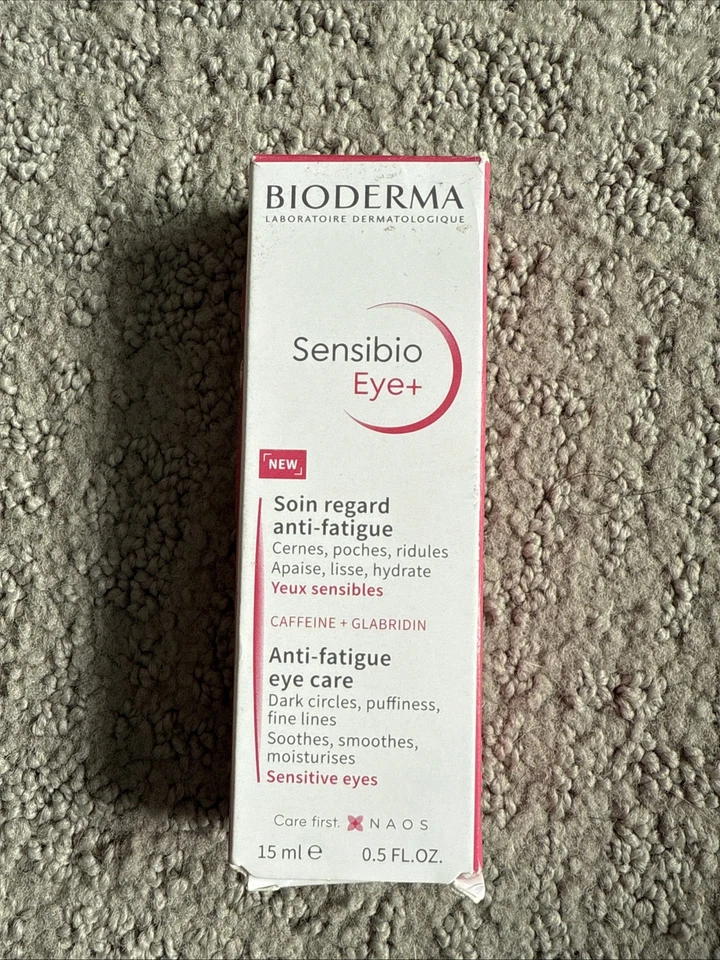 BIODERMA
LABORATOIRE DERMATOLOGIQUE
Sensibio
Eye+
NEW
Soin regard
anti-fatigue
Cernes, poches, ridules
Apaise, lisse, hydrate
Yeux sensibles
CAFFEINE + GLABRIDIN
Anti-fatigue
eye care
Dark circles, puffiness,
fine lines
Soothes, smoothes,
moisturises
Sensitive eyes
Care first. NAOS
15 ml ℮ 0.5 FL.OZ.